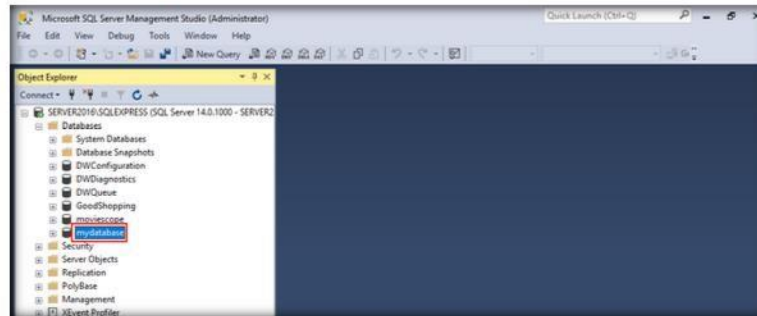 Microsoft SQL Server Management Studio (Administrator)
Quick Launch (Ctrl+Q)
File Edit View Debug Tools Window Help
New Query
Object Explorer
Connect
SERVER2016\SQLEXPRESS (SQL Server 14.0.1000 - SERVER2
Databases
System Databases
Database Snapshots
DWConfiguration
DWDiagnostics
DWQueue
GoodShopping
moviescope
mydatabase
Security
Server Objects
Replication
PolyBase
Management
XEvent Profiler